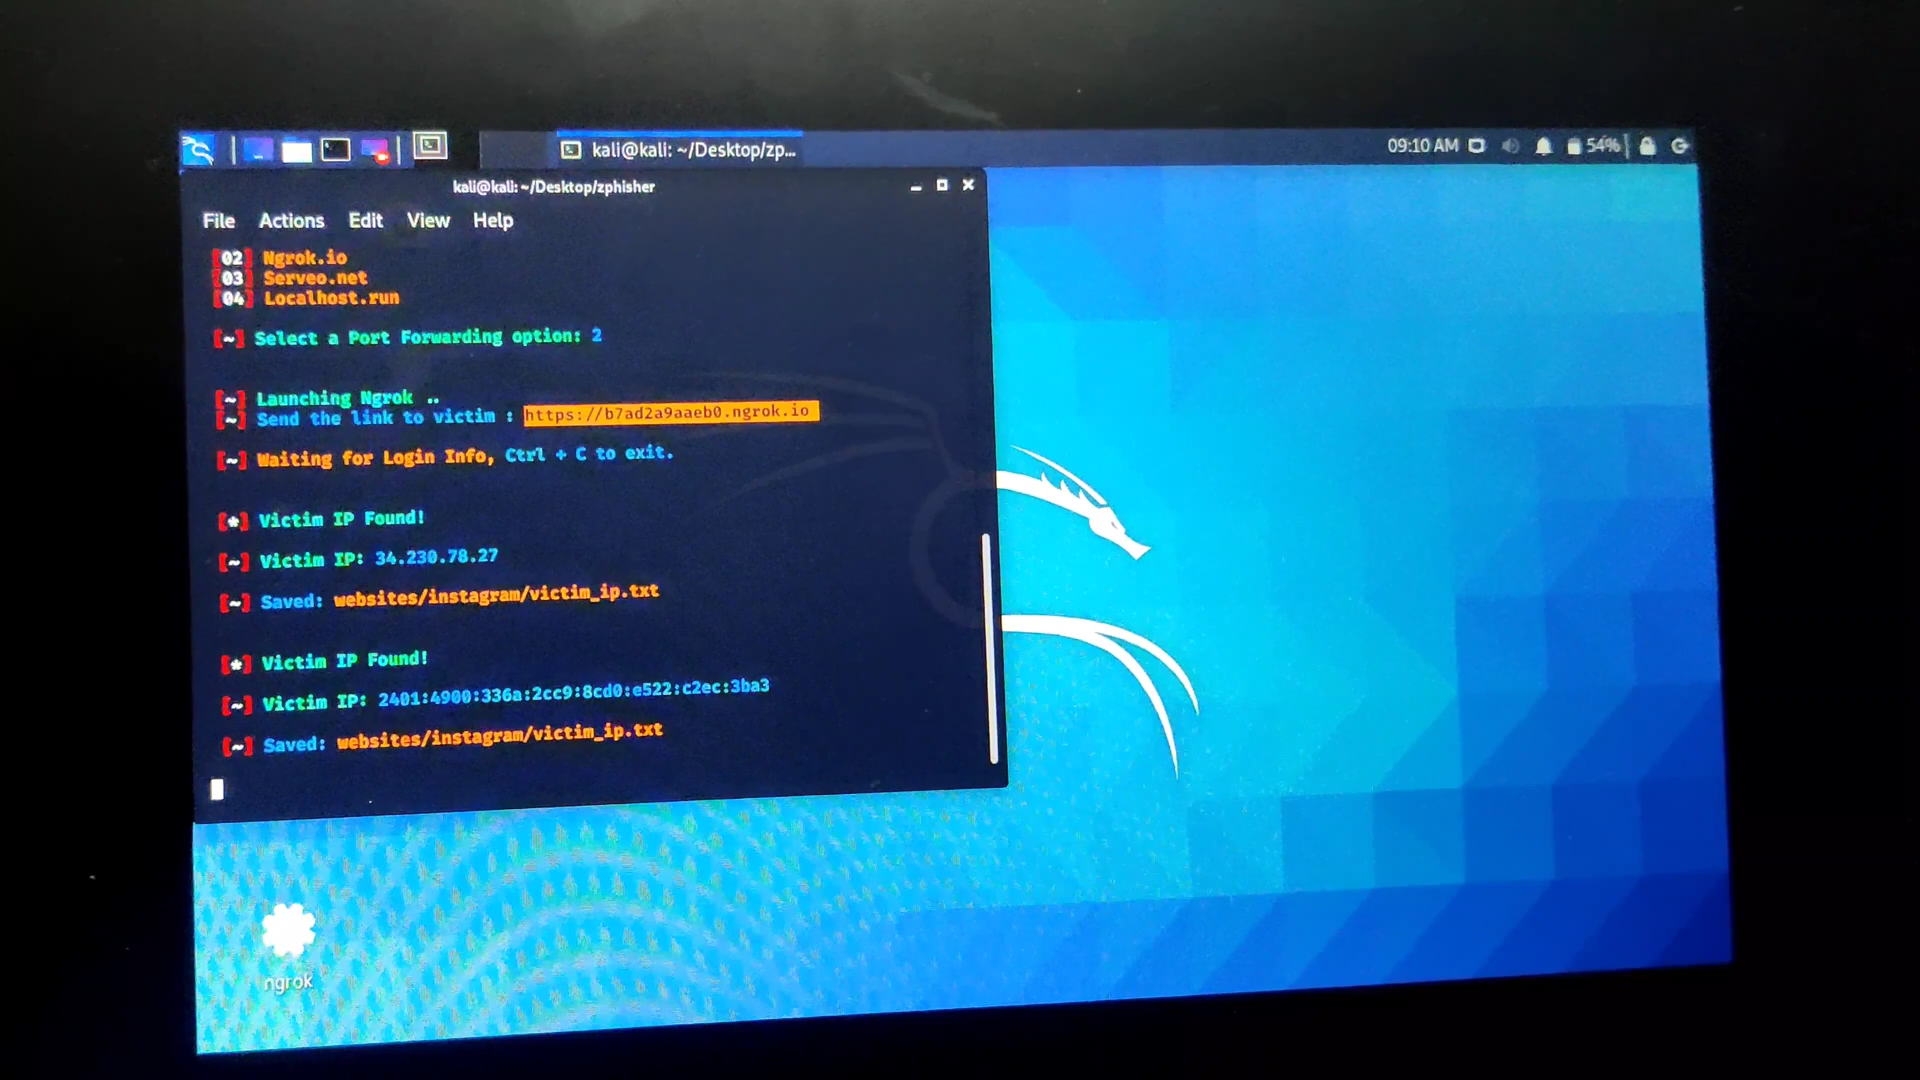 kali@kali: ~/Desktop/zp...
09:10 AM
54%
kali@kali: ~/Desktop/zphisher
File Actions Edit View Help
[02] Ngrok.io
[03] Serveo.net
[04] Localhost.run
[~] Select a Port Forwarding option: 2
[~] Launching Ngrok ..
[~] Send the link to victim : https://b7ad2a9aaeb0.ngrok.io
[~] Waiting for Login Info, Ctrl + C to exit.
[*] Victim IP Found!
[~] Victim IP: 34.230.78.27
[~] Saved: websites/instagram/victim_ip.txt
[*] Victim IP Found!
[~] Victim IP: 2401:4900:336a:2cc9:8cd0:e522:c2ec:3ba3
[~] Saved: websites/instagram/victim_ip.txt
ngrok